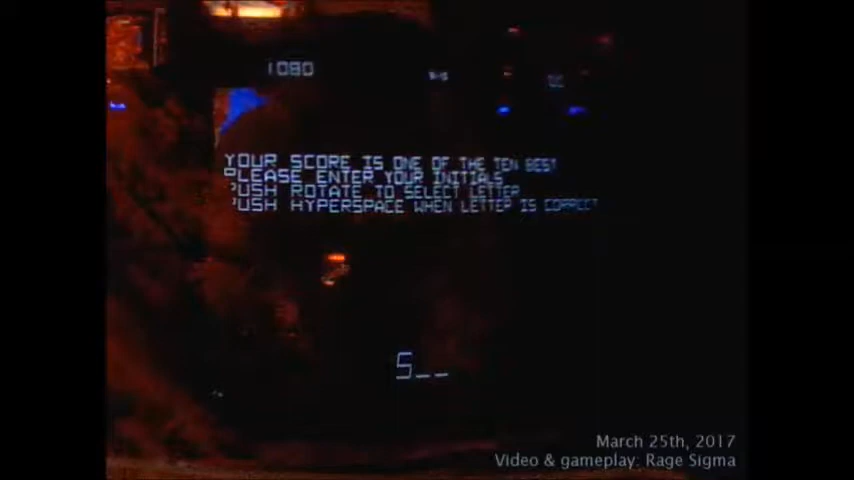 1080
YOUR SCORE IS ONE OF THE TEN BEST
PLEASE ENTER YOUR INITIALS
PUSH ROTATE TO SELECT LETTER
PUSH HYPERSPACE WHEN LETTER IS CORRECT
S__
March 25th, 2017
Video & gameplay: Rage Sigma